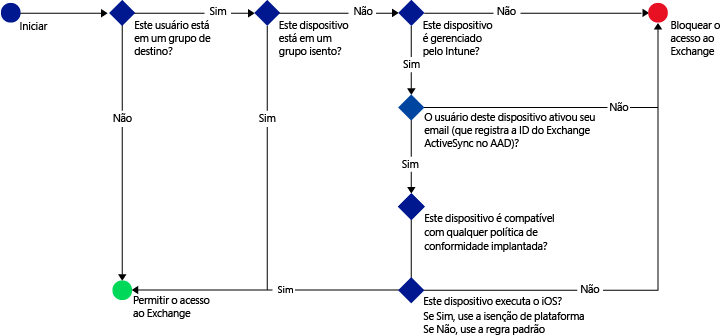 Iniciar
Este usuário está
em um grupo de
destino?
Sim
Este dispositivo
está em um
grupo isento?
Não
Este dispositivo
é gerenciado
pelo Intune?
Não
Bloquear o
acesso ao
Exchange
Sim
Não
Sim
O usuário deste dispositivo ativou seu
email (que registra a ID do Exchange
ActiveSync no AAD)?
Não
Sim
Este dispositivo é compatível
com qualquer política de
conformidade implantada?
Permitir o acesso
ao Exchange
Sim
Este dispositivo executa o iOS?
Se Sim, use a isenção de plataforma
Se Não, use a regra padrão
Não